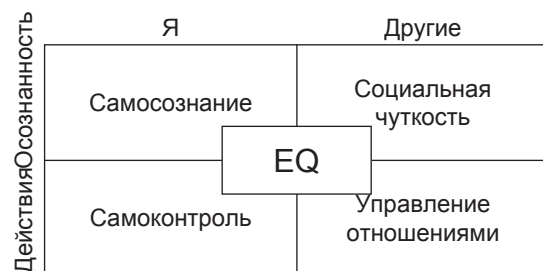 Я
Другие
Осознанность
Самосознание
Социальная
чуткость
EQ
Действия
Самоконтроль
Управление
отношениями